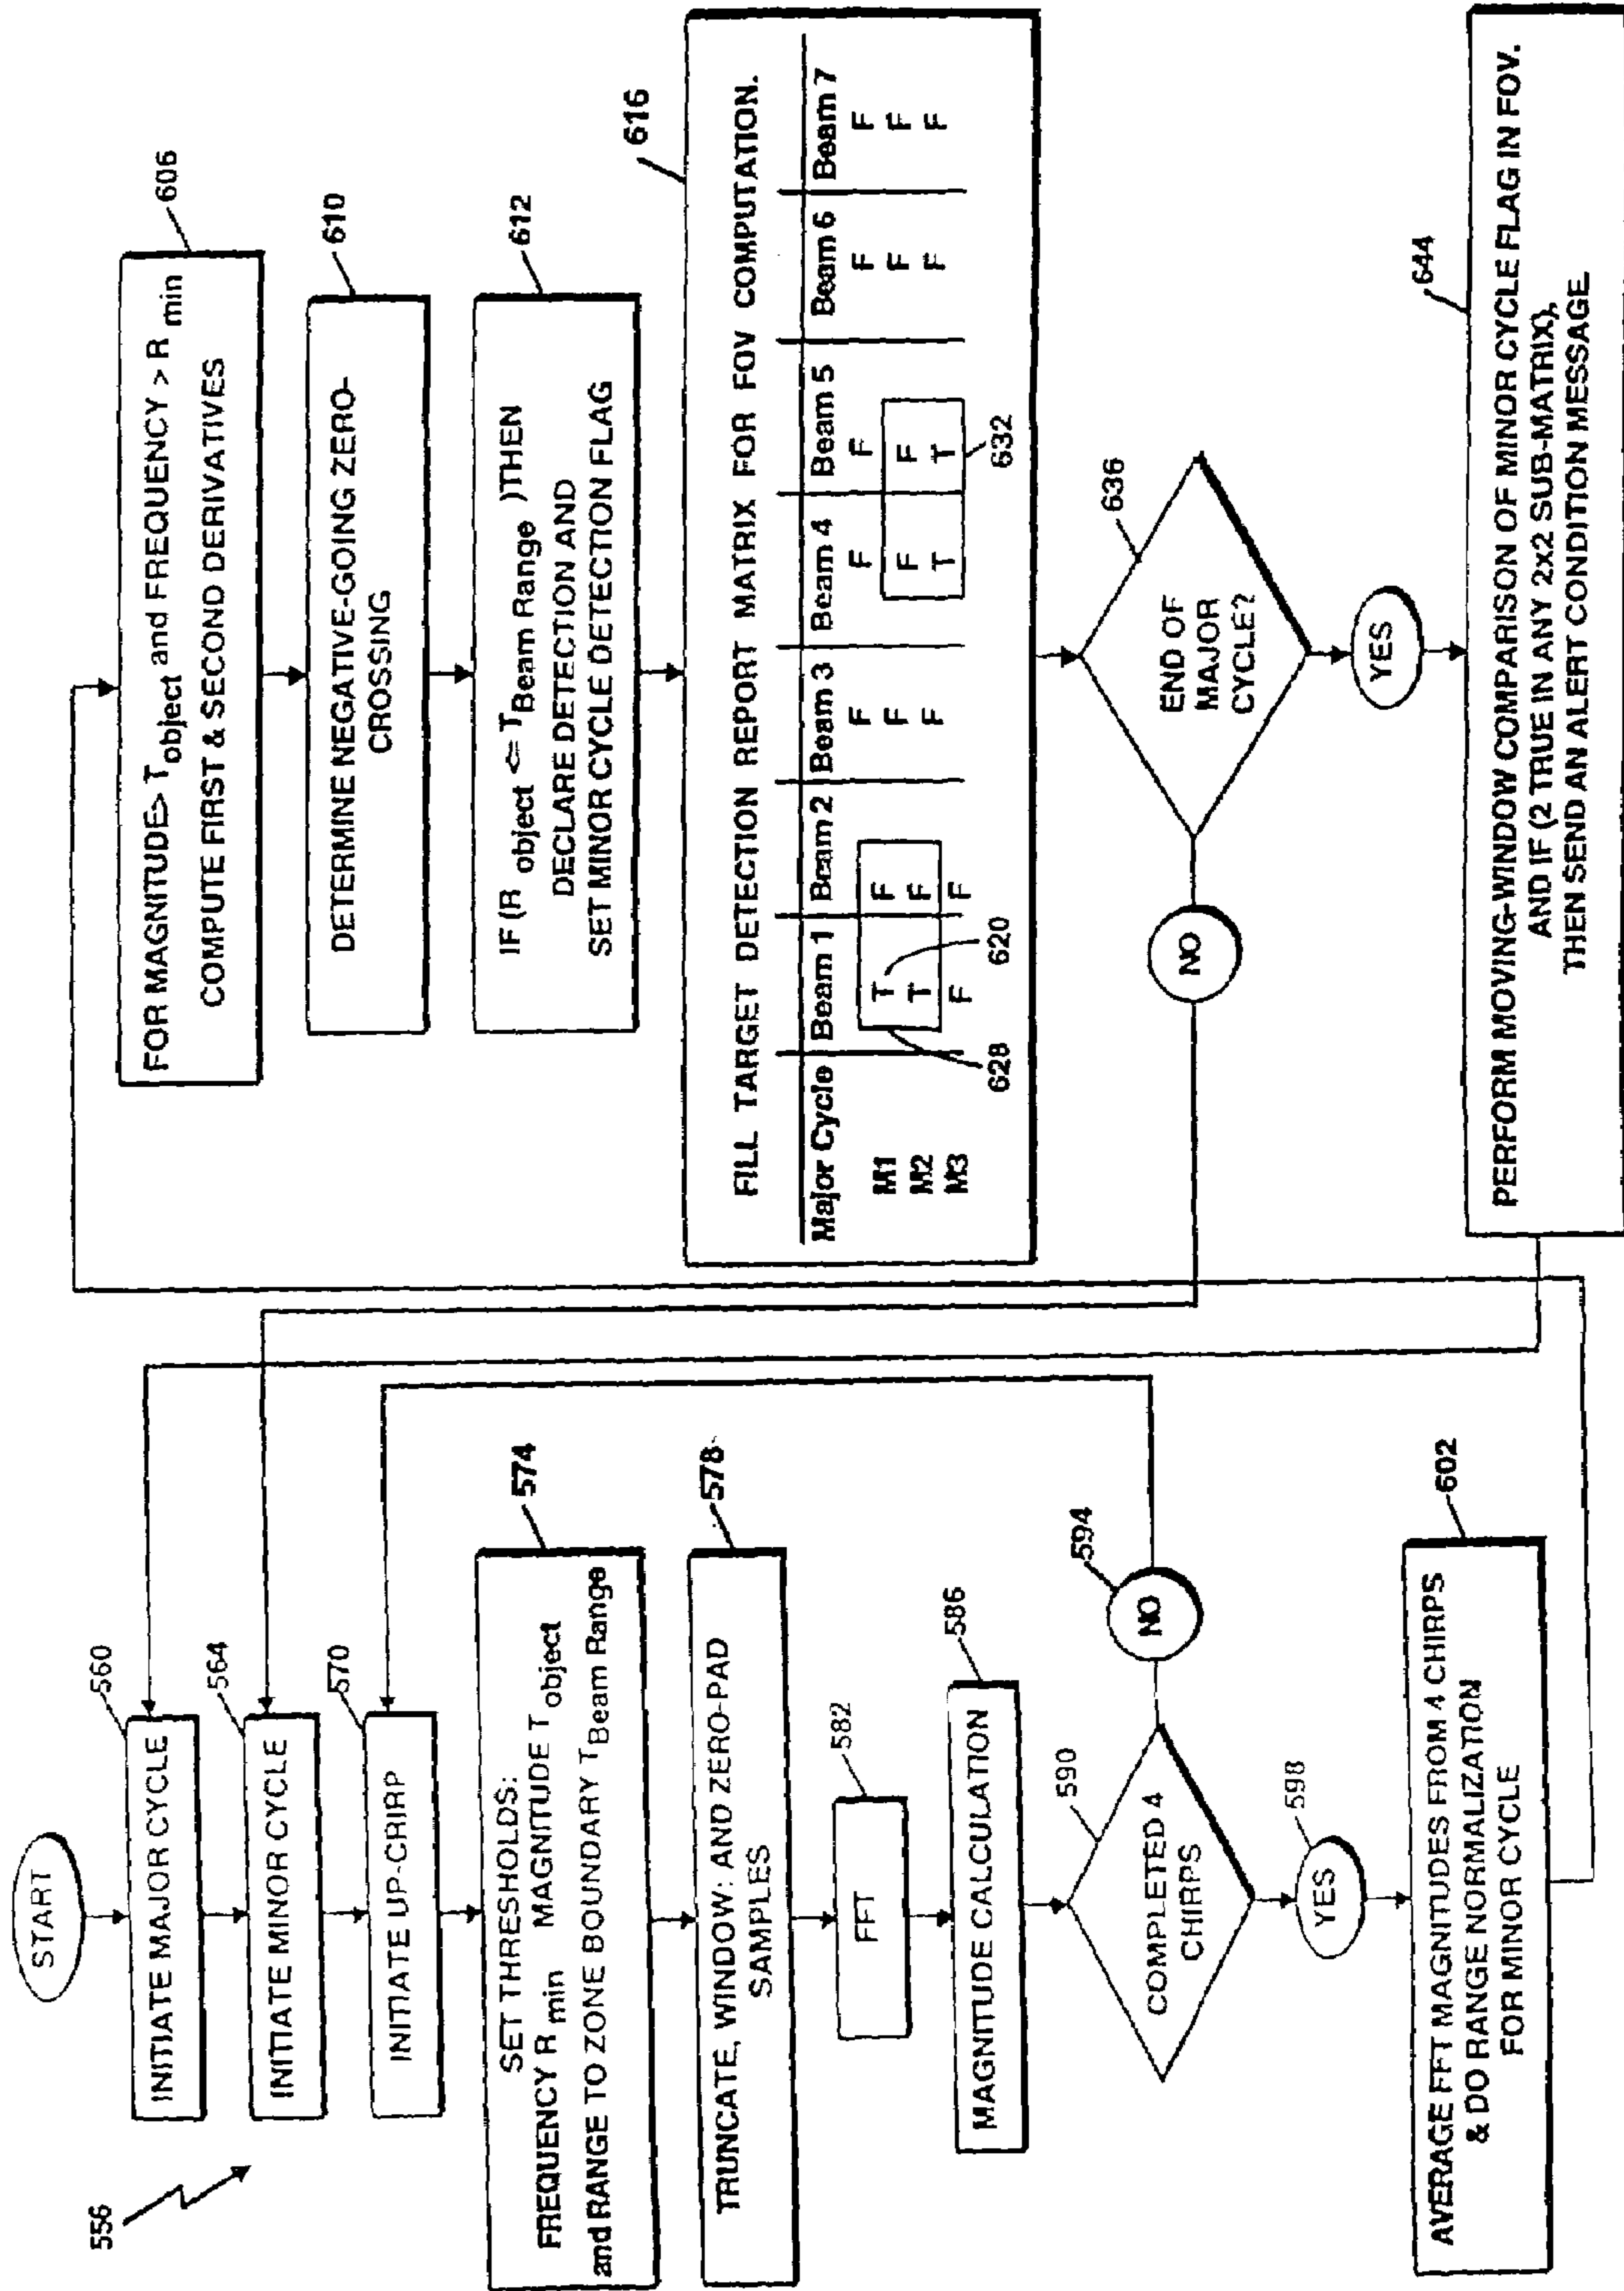 556
START
560
INITIATE MAJOR CYCLE
564
INITIATE MINOR CYCLE
570
INITIATE UP-CRIRP
574
SET THRESHOLDS:
FREQUENCY R min MAGNITUDE T object
and RANGE TO ZONE BOUNDARY T Beam Range
578
TRUNCATE, WINDOW: AND ZERO-PAD
SAMPLES
582
FFT
586
MAGNITUDE CALCULATION
590
COMPLETED 4
CHIRPS
594
NO
598
YES
602
AVERAGE FFT MAGNITUDES FROM 4 CHIRPS
& DO RANGE NORMALIZATION
FOR MINOR CYCLE
606
FOR MAGNITUDE> T object and FREQUENCY > R min
COMPUTE FIRST & SECOND DERIVATIVES
610
DETERMINE NEGATIVE-GOING ZERO-
CROSSING
612
IF (R object <= T Beam Range ) THEN
DECLARE DETECTION AND
SET MINOR CYCLE DETECTION FLAG
616
FILL TARGET DETECTION REPORT MATRIX FOR FOV COMPUTATION.
Major Cycle Beam 1 Beam 2 Beam 3 Beam 4 Beam 5 Beam 6 Beam 7
M1 T F F F F F F
M2 T F F F F F F
M3 F F F T T F F
628
620
632
636
END OF
MAJOR
CYCLE?
NO
YES
644
PERFORM MOVING-WINDOW COMPARISON OF MINOR CYCLE FLAG IN FOV.
AND IF (2 TRUE IN ANY 2x2 SUB-MATRIX),
THEN SEND AN ALERT CONDITION MESSAGE